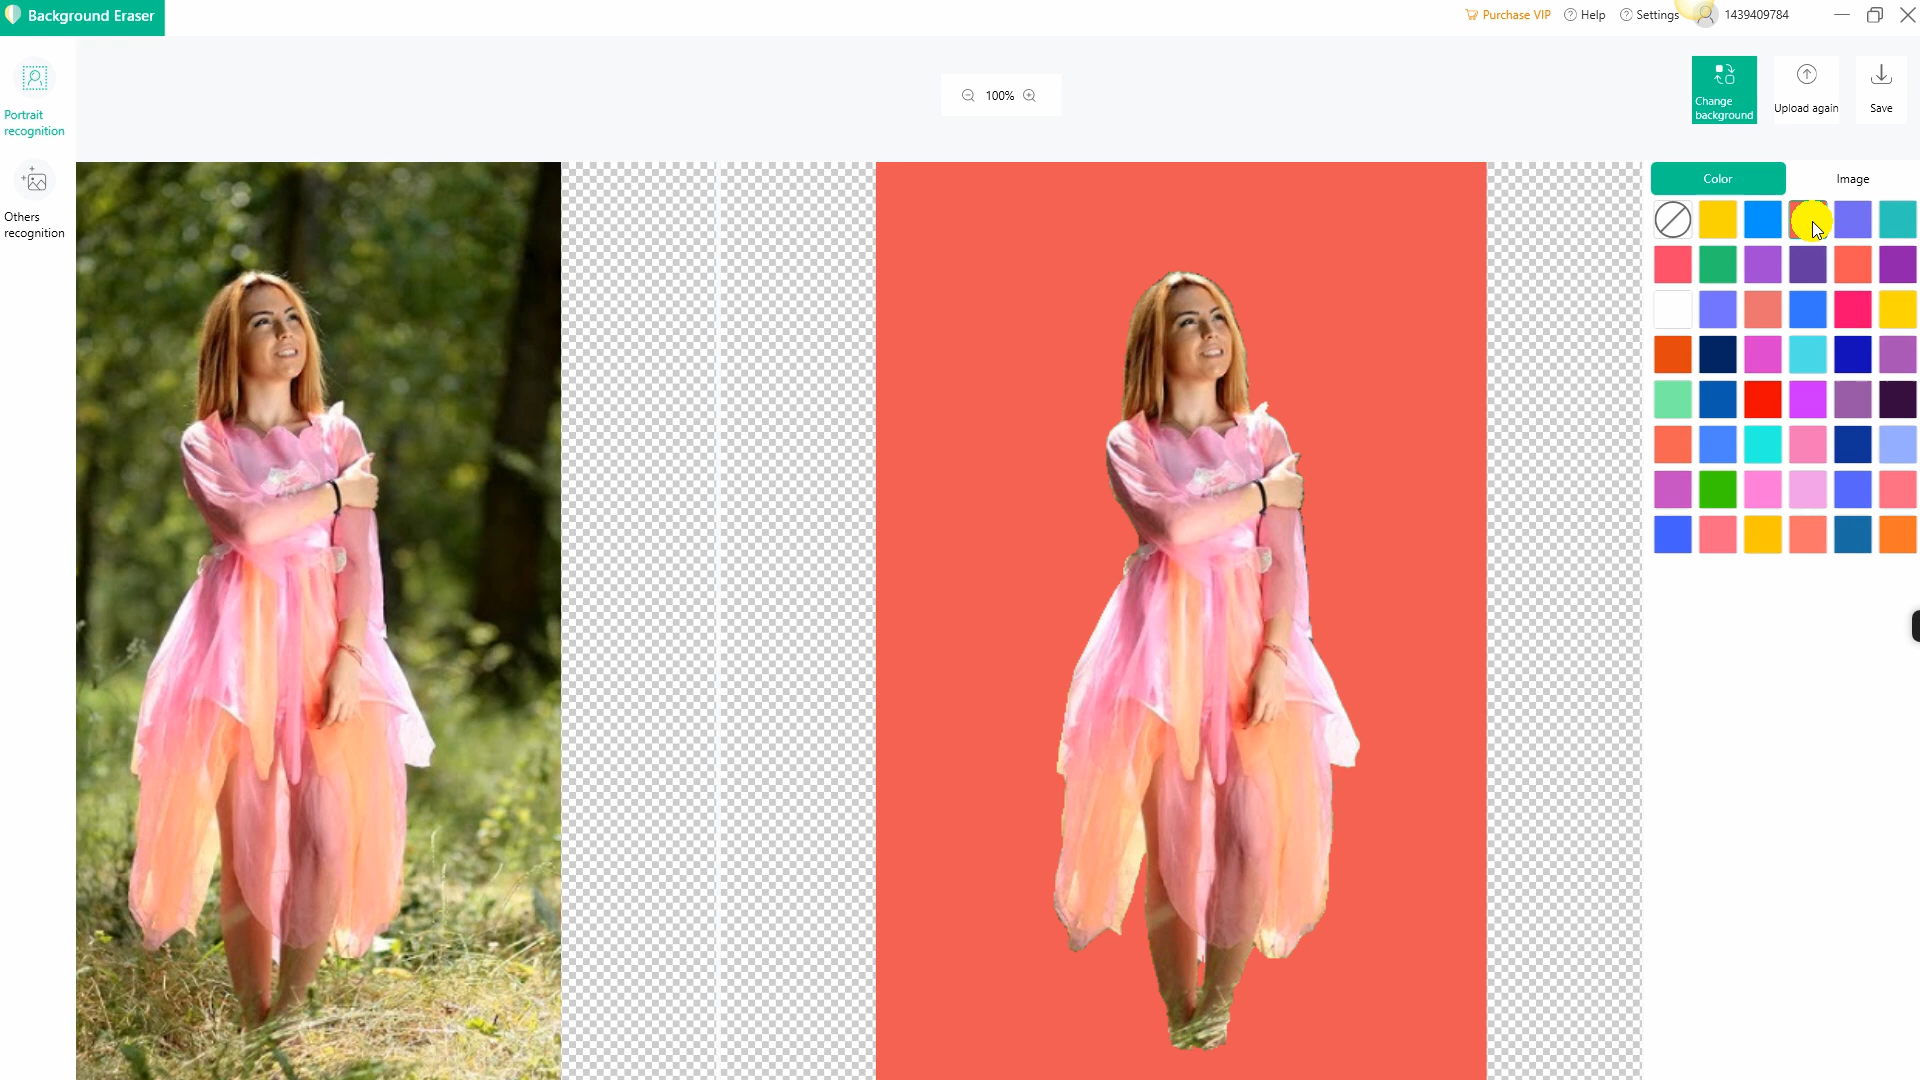 Background Eraser
Purchase VIP
Help
Settings
1439409784
Portrait
recognition
Others
recognition
100%
Change
background
Upload again
Save
Color
Image